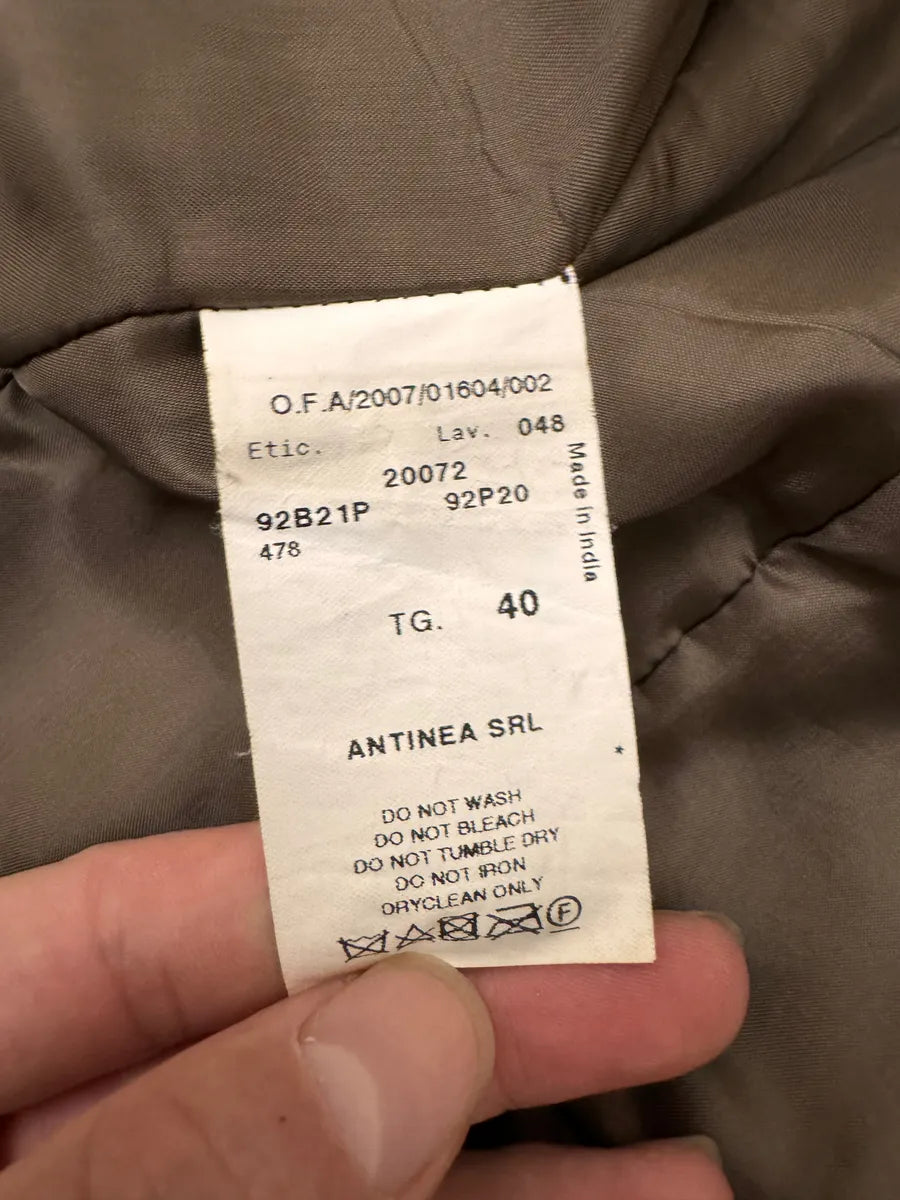 O.F.A/2007/01604/002
Etic. Lav. 048
20072
92B21P 92P20
478
Made in India
TG. 40
ANTINEA SRL
*
DO NOT WASH
DO NOT BLEACH
DO NOT TUMBLE DRY
DO NOT IRON
DRYCLEAN ONLY
F